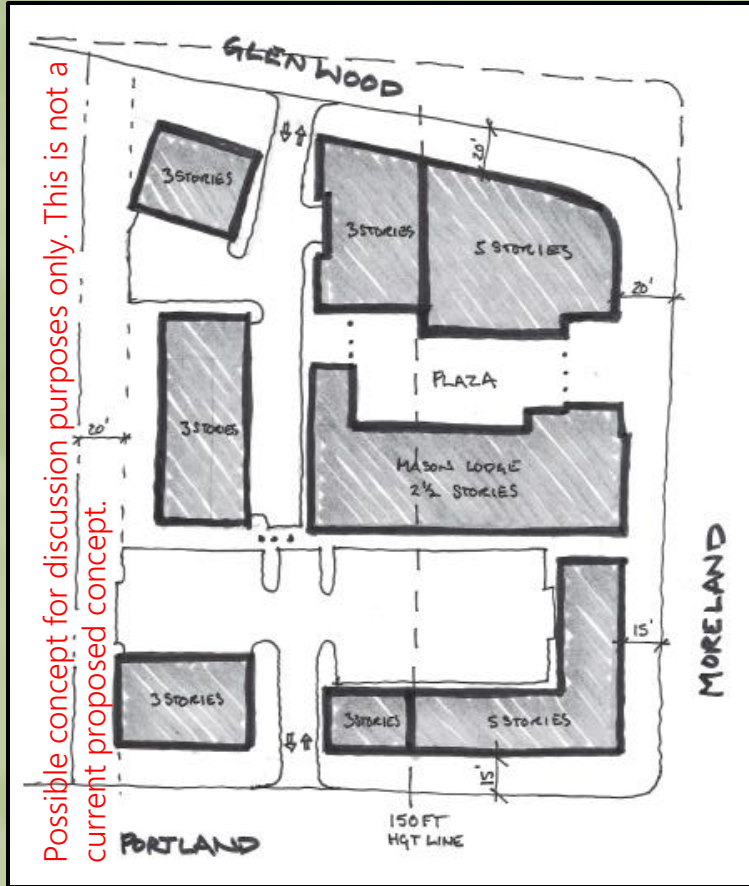 Possible concept for discussion purposes only. This is not a
current proposed concept.
GLENWOOD
20'
3 STORIES
3 STORIES
5 STORIES
20'
PLAZA
3 STORIES
20'
MASONS LODGE
2½ STORIES
MORELAND
15'
3 STORIES
3 STORIES
5 STORIES
15'
150 FT
HGT LINE
PORTLAND